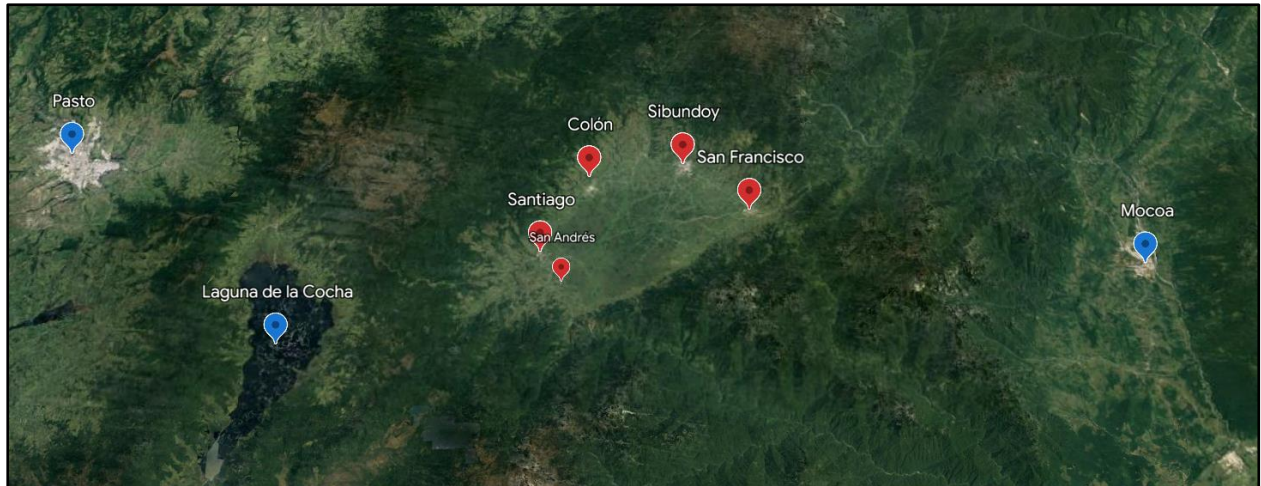 Pasto
Colón
Sibundoy
San Francisco
Santiago
San Andrés
Mocoa
Laguna de la Cocha